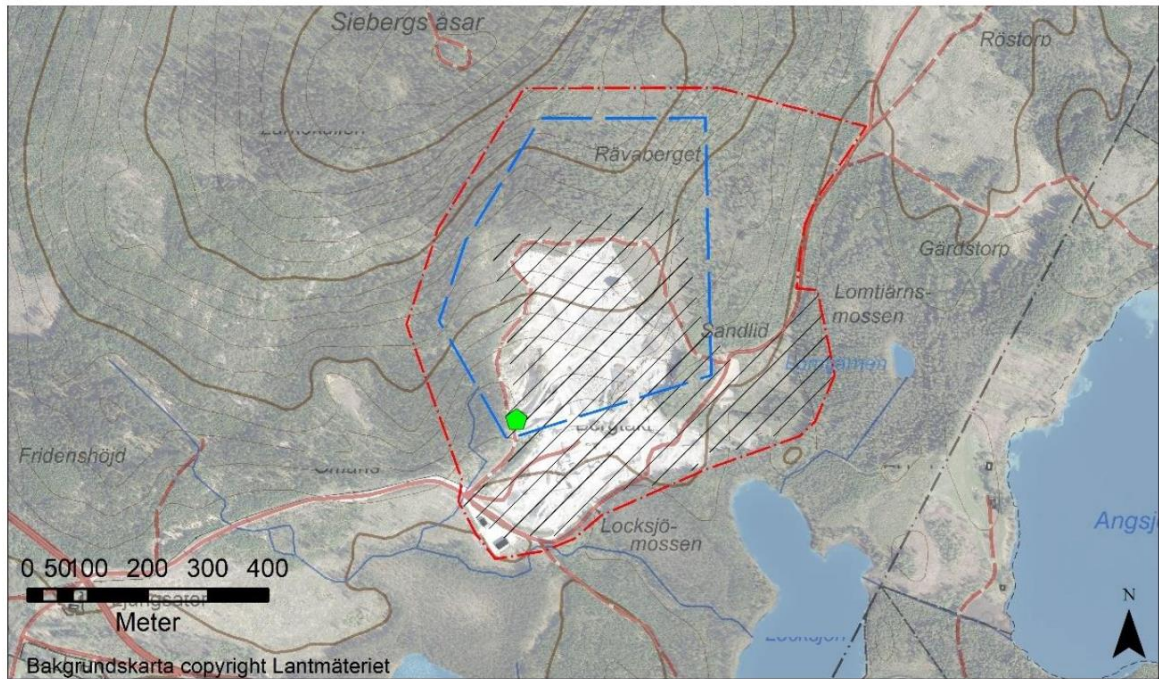 Siebergs åsar
Röstorp
Rävaberget
Gärdstorp
Lomtjärns-
mossen
Sandlid
Fridenshöjd
Locksjö-
mossen
Angsjö
0 50100 200 300 400
Meter
N
Bakgrundskarta copyright Lantmäteriet